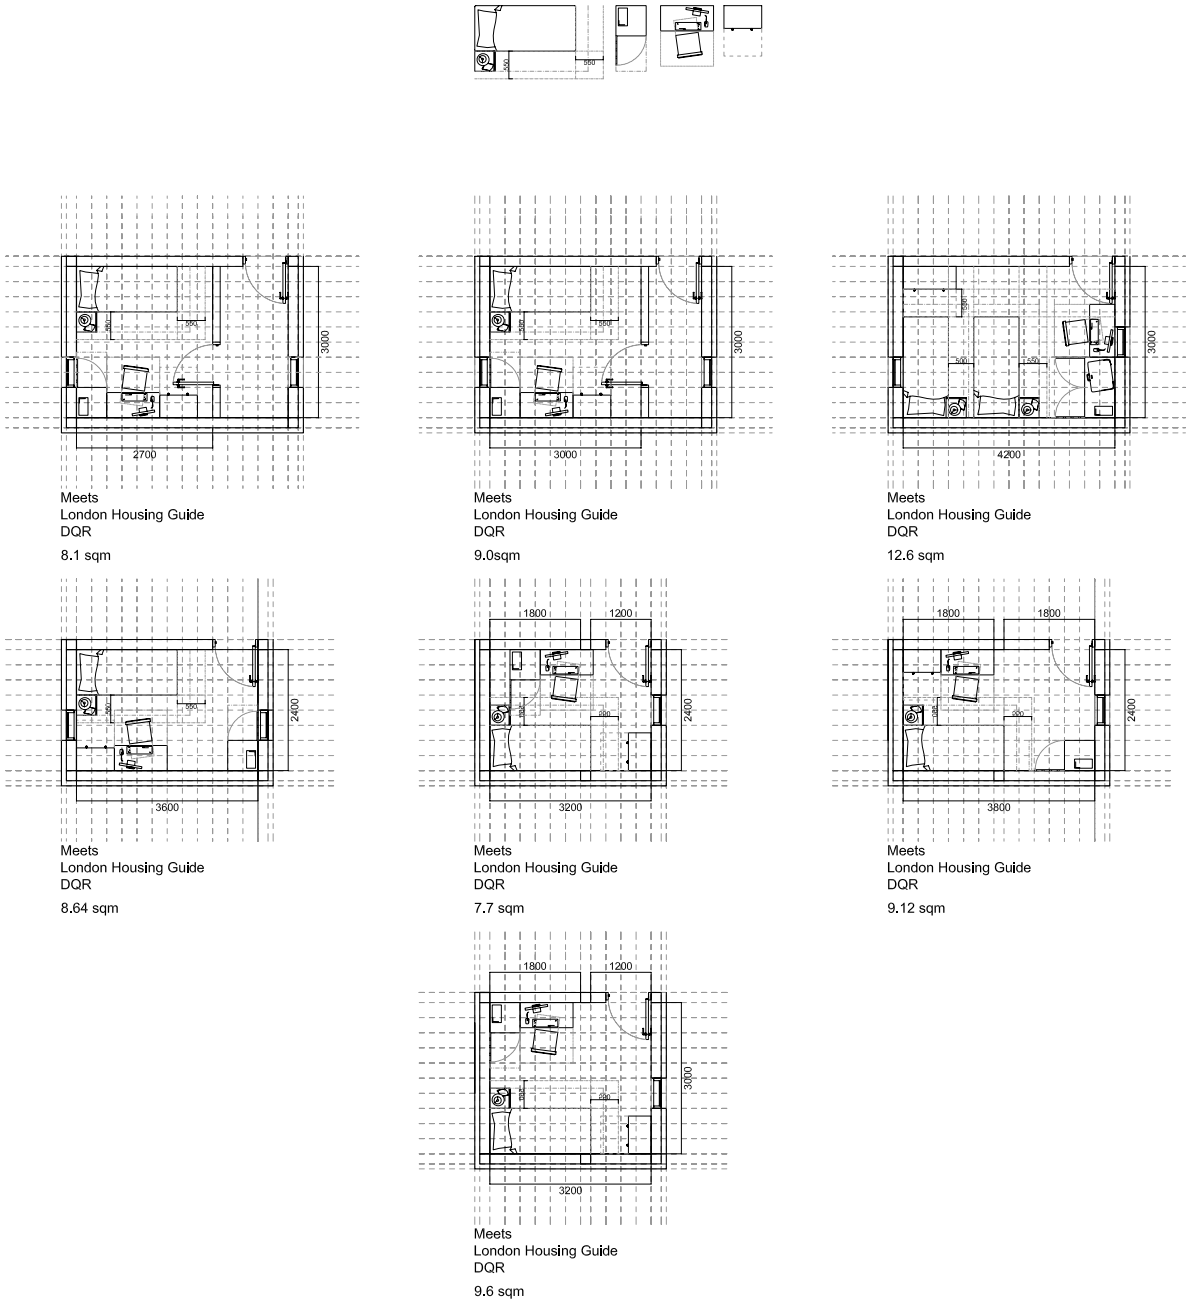 550
550
550
550
3000
2700
Meets
London Housing Guide
DQR
8.1 sqm
550
550
3000
3000
Meets
London Housing Guide
DQR
9.0sqm
550
500
550
3000
4200
Meets
London Housing Guide
DQR
12.6 sqm
550
550
2400
3600
Meets
London Housing Guide
DQR
8.64 sqm
1800
1200
2400
3200
Meets
London Housing Guide
DQR
7.7 sqm
1800
1800
2400
3800
Meets
London Housing Guide
DQR
9.12 sqm
1800
1200
3000
3200
Meets
London Housing Guide
DQR
9.6 sqm